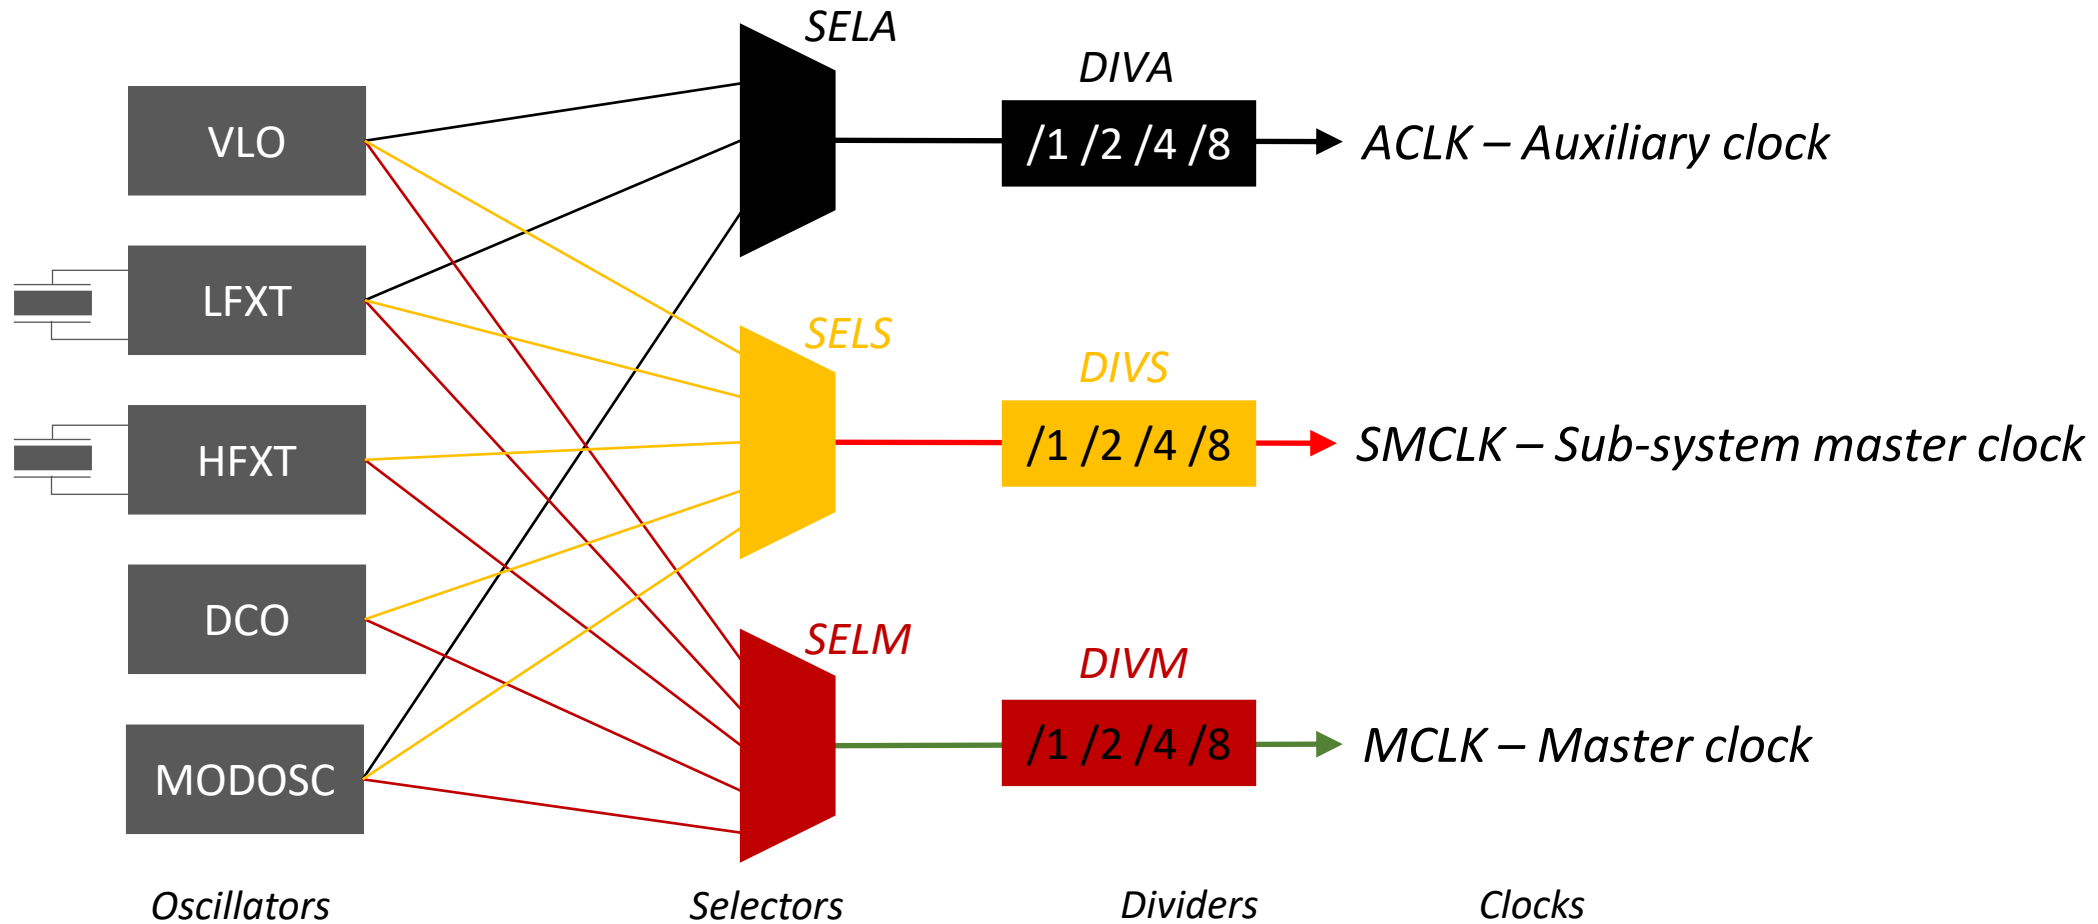 SELA
DIVA
VLO
/1 /2 /4 /8
ACLK – Auxiliary clock
LFXT
SELS
DIVS
HFXT
/1 /2 /4 /8
SMCLK – Sub-system master clock
DCO
SELM
DIVM
MODOSC
/1 /2 /4 /8
MCLK – Master clock
Oscillators
Selectors
Dividers
Clocks